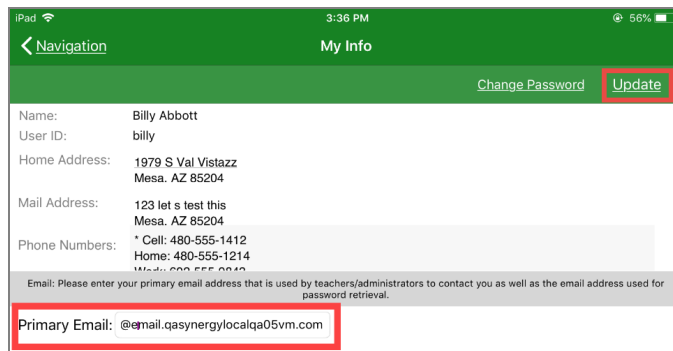 iPad 3:36 PM 56%
Navigation My Info
Change Password Update
Name: Billy Abbott
User ID: billy
Home Address: 1979 S Val Vistazz
Mesa. AZ 85204
Mail Address: 123 let s test this
Mesa. AZ 85204
Phone Numbers: * Cell: 480-555-1412
Home: 480-555-1214
Email: Please enter your primary email address that is used by teachers/administrators to contact you as well as the email address used for
password retrieval.
Primary Email: @email.qasynergylocalqa05vm.com